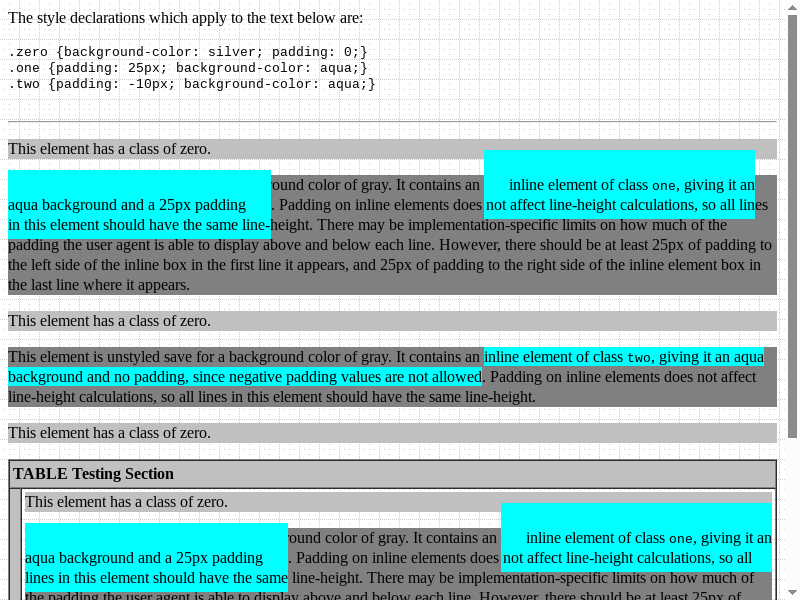 The style declarations which apply to the text below are:
.zero {background-color: silver; padding: 0;}
.one {padding: 25px; background-color: aqua;}
.two {padding: -10px; background-color: aqua;}
This element has a class of zero.
ound color of gray. It contains an inline element of class one, giving it an
aqua background and a 25px padding. Padding on inline elements does not affect line-height calculations, so all lines
in this element should have the same line-height. There may be implementation-specific limits on how much of the
padding the user agent is able to display above and below each line. However, there should be at least 25px of padding to
the left side of the inline box in the first line it appears, and 25px of padding to the right side of the inline element box in
the last line where it appears.
This element has a class of zero.
This element is unstyled save for a background color of gray. It contains an inline element of class two, giving it an aqua
background and no padding, since negative padding values are not allowed. Padding on inline elements does not affect
line-height calculations, so all lines in this element should have the same line-height.
This element has a class of zero.
TABLE Testing Section
This element has a class of zero.
ound color of gray. It contains an inline element of class one, giving it an
aqua background and a 25px padding. Padding on inline elements does not affect line-height calculations, so all
lines in this element should have the same line-height. There may be implementation-specific limits on how much of
the padding the user agent is able to display above and below each line. However, there should be at least 25px of